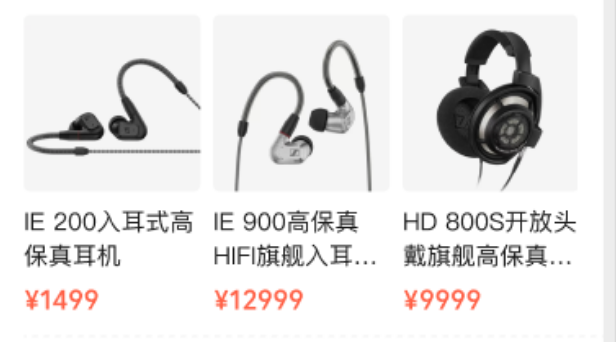 IE 200入耳式高
保真耳机
¥1499
IE 900高保真
HIFI旗舰入耳...
¥12999
HD 800S开放头
戴旗舰高保真...
¥9999